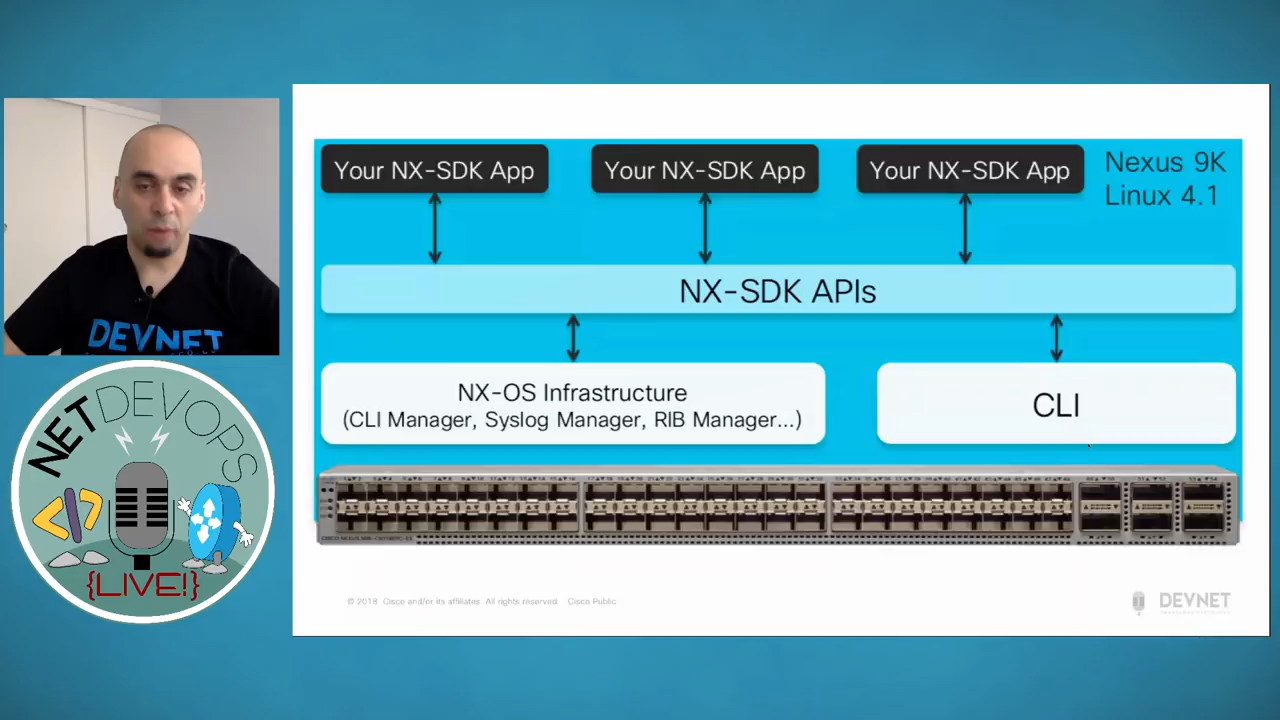 Your NX-SDK App
Your NX-SDK App
Your NX-SDK App
Nexus 9K
Linux 4.1
NX-SDK APIs
NX-OS Infrastructure
(CLI Manager, Syslog Manager, RIB Manager...)
CLI
© 2018 Cisco and/or its affiliates. All rights reserved. Cisco Public
DEVNET
DEVNET
NETDEVOPS
{LIVE!}